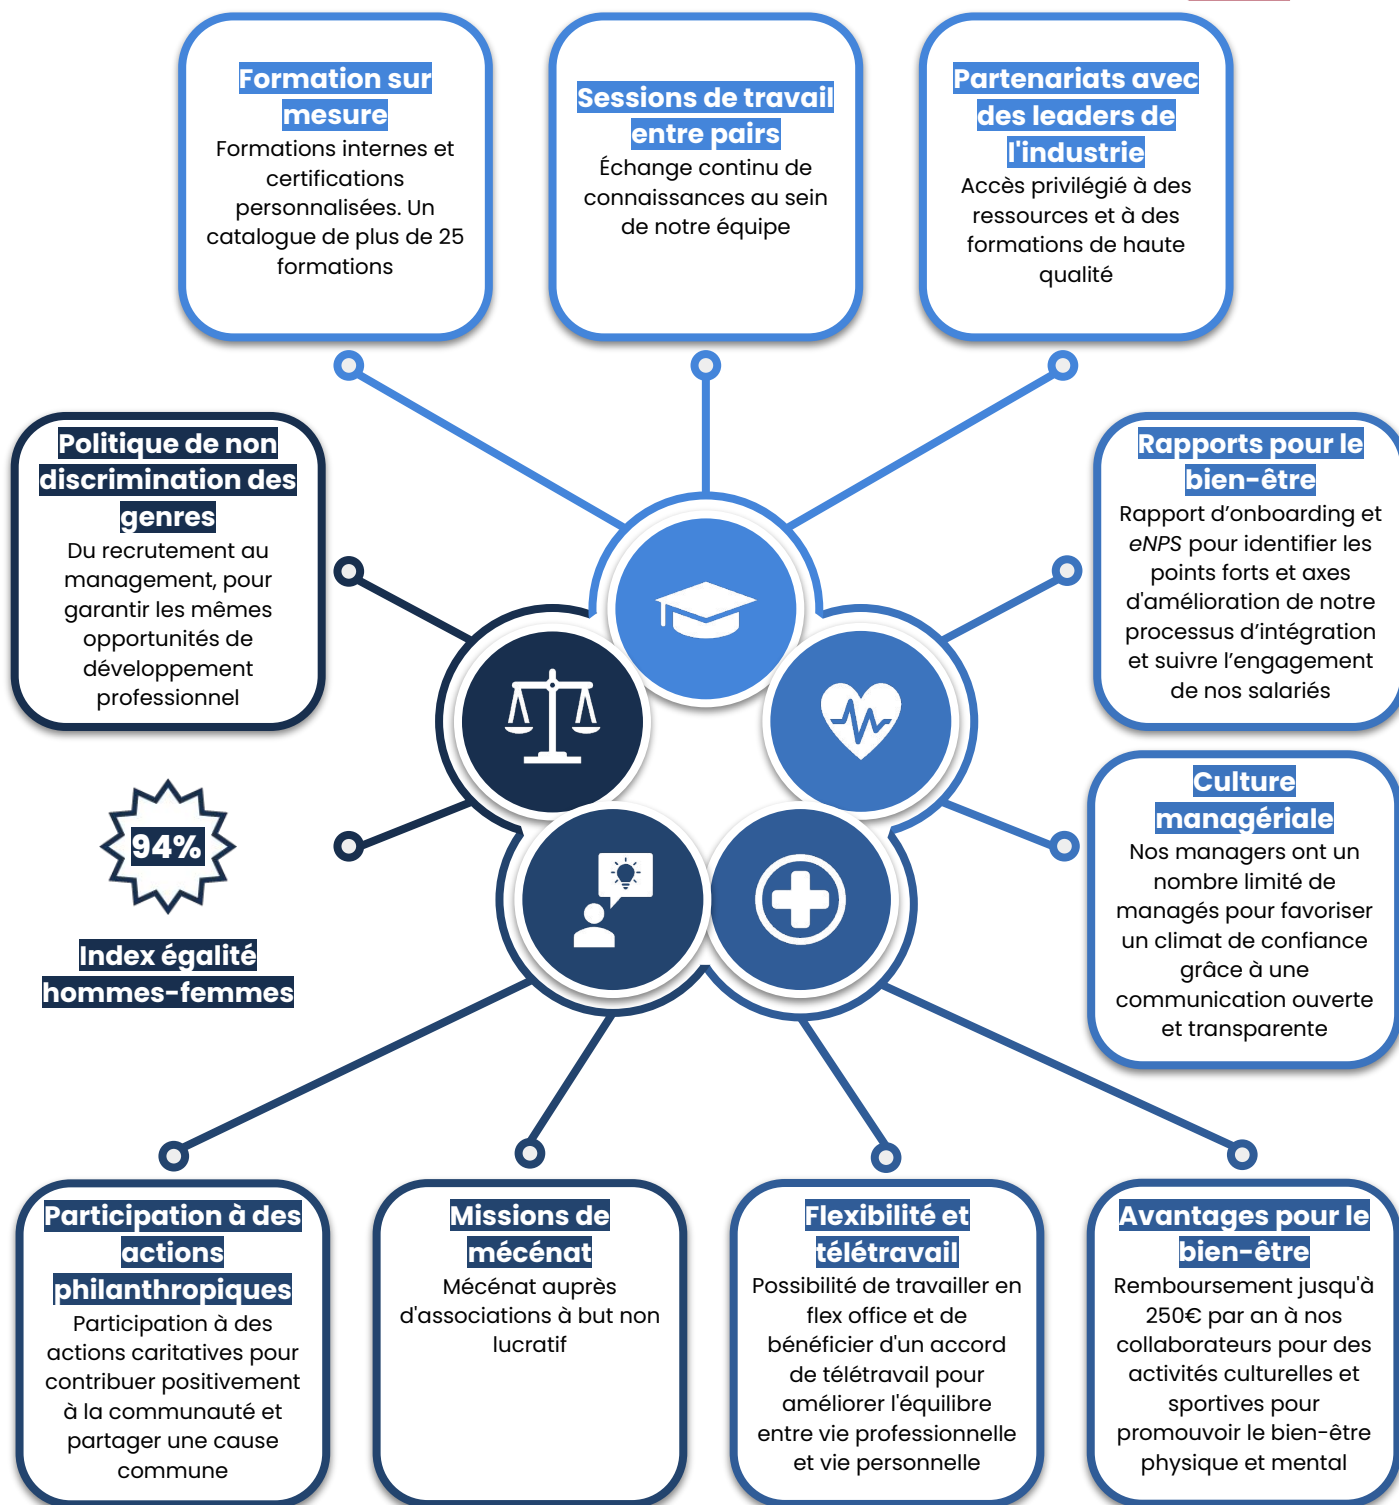 Formation sur
mesure
Formations internes et
certifications
personnalisées. Un
catalogue de plus de 25
formations
Sessions de travail
entre pairs
Échange continu de
connaissances au sein
de notre équipe
Partenariats avec
des leaders de
l'industrie
Accès privilégié à des
ressources et à des
formations de haute
qualité
Politique de non
discrimination des
genres
Du recrutement au
management, pour
garantir les mêmes
opportunités de
développement
professionnel
Rapports pour le
bien-être
Rapport d’onboarding et
eNPS pour identifier les
points forts et axes
d'amélioration de notre
processus d’intégration
et suivre l’engagement
de nos salariés
94%
Index égalité
hommes-femmes
Culture
managériale
Nos managers ont un
nombre limité de
managés pour favoriser
un climat de confiance
grâce à une
communication ouverte
et transparente
Participation à des
actions
philanthropiques
Participation à des
actions caritatives pour
contribuer positivement
à la communauté et
partager une cause
commune
Missions de
mécénat
Mécénat auprès
d'associations à but non
lucratif
Flexibilité et
télétravail
Possibilité de travailler en
flex office et de
bénéficier d'un accord
de télétravail pour
améliorer l'équilibre
entre vie professionnelle
et vie personnelle
Avantages pour le
bien-être
Remboursement jusqu'à
250€ par an à nos
collaborateurs pour des
activités culturelles et
sportives pour
promouvoir le bien-être
physique et mental